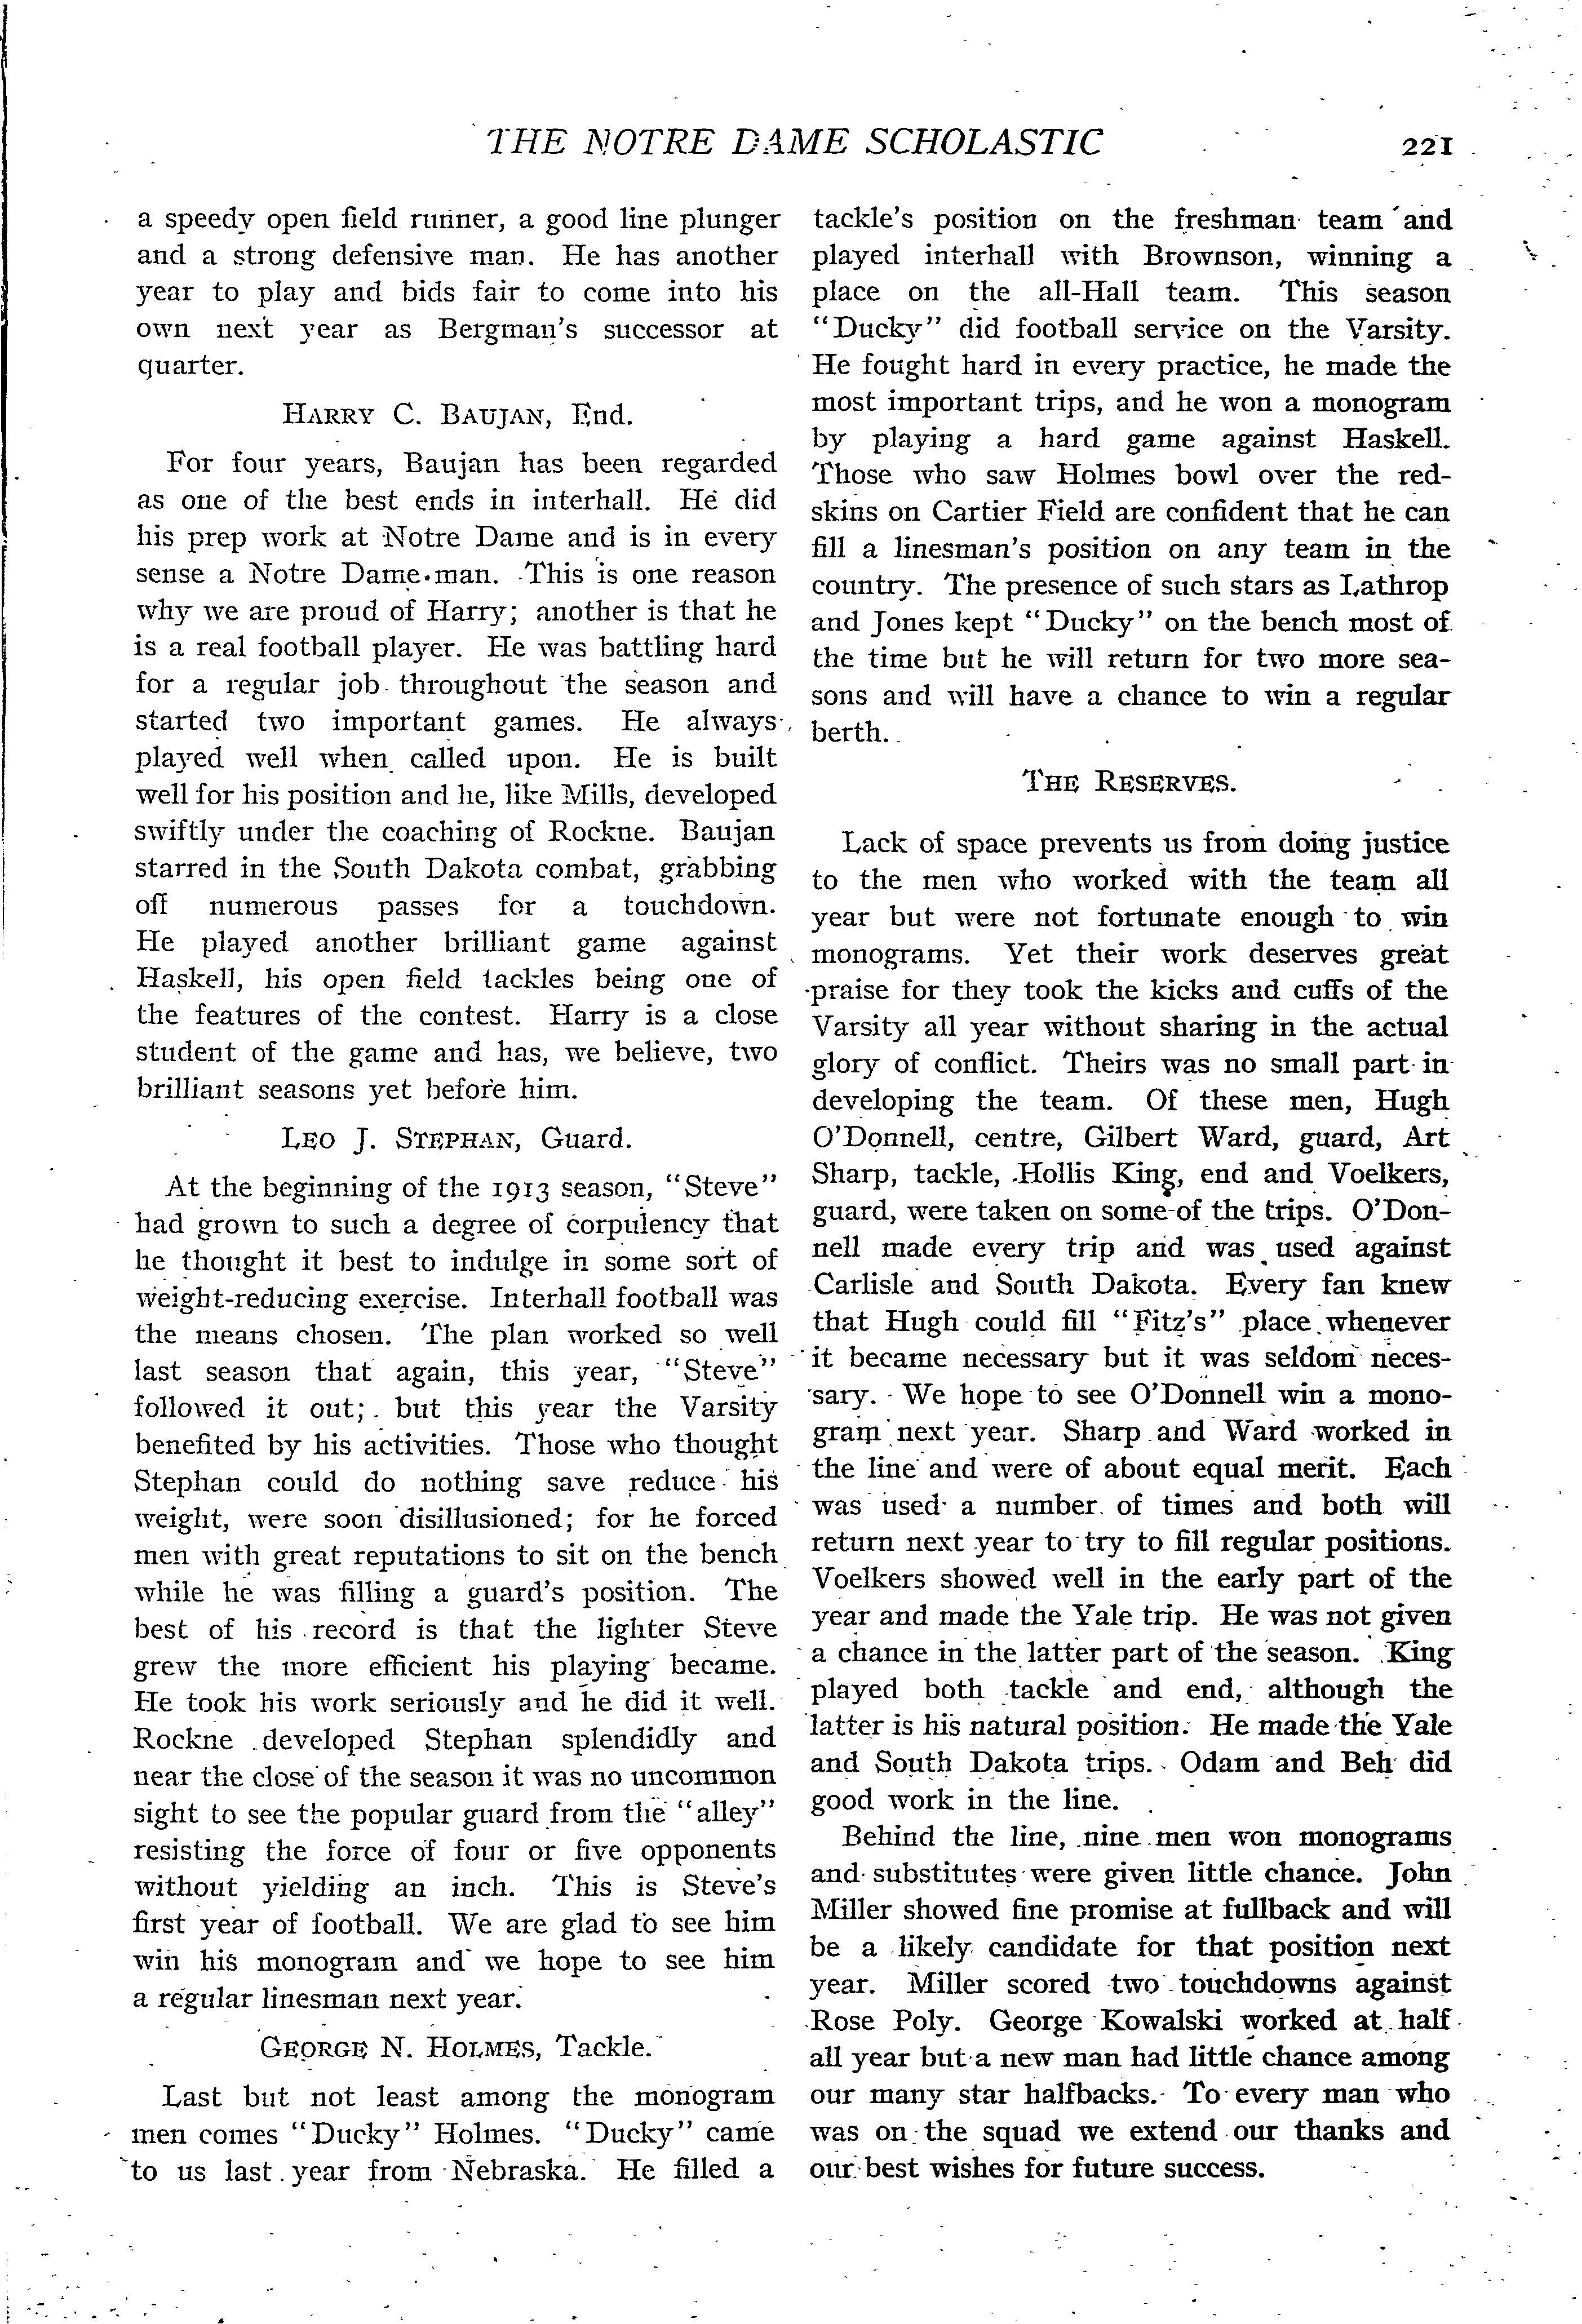 THE NOTRE DAME SCHOLASTIC 221
a speedy open field runner, a good line plunger
and a strong defensive man. He has another
year to play and bids fair to come into his
own next year as Bergman's successor at
quarter.
HARRY C. BAUJAN, End.
For four years, Baujan has been regarded
as one of the best ends in interhall. He did
his prep work at Notre Dame and is in every
sense a Notre Dame man. This is one reason
why we are proud of Harry; another is that he
is a real football player. He was battling hard
for a regular job throughout the season and
started two important games. He always
played well when called upon. He is built
well for his position and he, like Mills, developed
swiftly under the coaching of Rockne. Baujan
starred in the South Dakota combat, grabbing
off numerous passes for a touchdown.
He played another brilliant game against
Haskell, his open field tackles being one of
the features of the contest. Harry is a close
student of the game and has, we believe, two
brilliant seasons yet before him.
LEO J. STEPHAN, Guard.
At the beginning of the 1913 season, "Steve"
had grown to such a degree of corpulency that
he thought it best to indulge in some sort of
weight-reducing exercise. Interhall football was
the means chosen. The plan worked so well
last season that again, this year, "Steve"
followed it out; but this year the Varsity
benefited by his activities. Those who thought
Stephan could do nothing save reduce his
weight, were soon disillusioned; for he forced
men with great reputations to sit on the bench
while he was filling a guard's position. The
best of his record is that the lighter Steve
grew the more efficient his playing became.
He took his work seriously and he did it well.
Rockne developed Stephan splendidly and
near the close of the season it was no uncommon
sight to see the popular guard from the "alley"
resisting the force of four or five opponents
without yielding an inch. This is Steve's
first year of football. We are glad to see him
win his monogram and we hope to see him
a regular linesman next year.
GEORGE N. HOLMES, Tackle.
Last but not least among the monogram
men comes "Ducky" Holmes. "Ducky" came
to us last year from Nebraska. He filled a
tackle's position on the freshman team and
played interhall with Brownson, winning a
place on the all-Hall team. This season
"Ducky" did football service on the Varsity.
He fought hard in every practice, he made the
most important trips, and he won a monogram
by playing a hard game against Haskell.
Those who saw Holmes bowl over the red-
skins on Cartier Field are confident that he can
fill a linesman's position on any team in the
country. The presence of such stars as Lathrop
and Jones kept "Ducky" on the bench most of
the time but he will return for two more sea-
sons and will have a chance to win a regular
berth.
THE RESERVES.
Lack of space prevents us from doing justice
to the men who worked with the team all
year but were not fortunate enough to win
monograms. Yet their work deserves great
praise for they took the kicks and cuffs of the
Varsity all year without sharing in the actual
glory of conflict. Theirs was no small part in
developing the team. Of these men, Hugh
O'Donnell, centre, Gilbert Ward, guard, Art
Sharp, tackle, Hollis King, end and Voelkers,
guard, were taken on some of the trips. O'Don-
nell made every trip and was used against
Carlisle and South Dakota. Every fan knew
that Hugh could fill "Fitz's" place whenever
it became necessary but it was seldom neces-
sary. We hope to see O'Donnell win a mono-
gram next year. Sharp and Ward worked in
the line and were of about equal merit. Each
was used a number of times and both will
return next year to try to fill regular positions.
Voelkers showed well in the early part of the
year and made the Yale trip. He was not given
a chance in the latter part of the season. King
played both tackle and end, although the
latter is his natural position. He made the Yale
and South Dakota trips. Odam and Beh did
good work in the line.
Behind the line, nine men won monograms
and substitutes were given little chance. John
Miller showed fine promise at fullback and will
be a likely candidate for that position next
year. Miller scored two touchdowns against
Rose Poly. George Kowalski worked at half
all year but a new man had little chance among
our many star halfbacks. To every man who
was on the squad we extend our thanks and
our best wishes for future success.